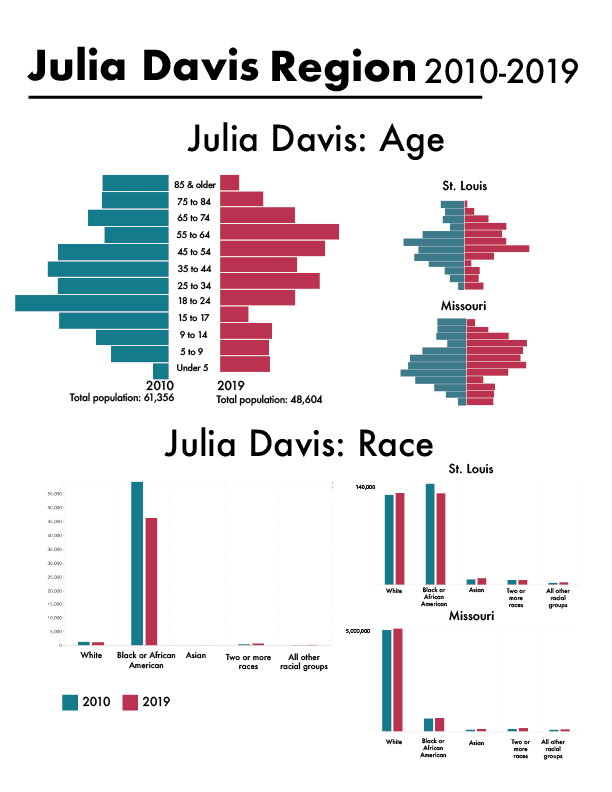 Julia Davis Region 2010-2019
Julia Davis: Age
85 & older
75 to 84
65 to 74
55 to 64
45 to 54
35 to 44
25 to 34
18 to 24
15 to 17
9 to 14
5 to 9
Under 5
2010
Total population: 61,356
2019
Total population: 48,604
St. Louis
Missouri
Julia Davis: Race
55,000
50,000
45,000
40,000
35,000
30,000
25,000
20,000
15,000
10,000
5,000
0
White
Black or African
American
Asian
Two or more
races
All other
racial groups
2010
2019
St. Louis
140,000
White
Black or
African
American
Asian
Two or
more
races
All other
racial
groups
Missouri
5,000,000
White
Black or
African
American
Asian
Two or
more
races
All other
racial
groups